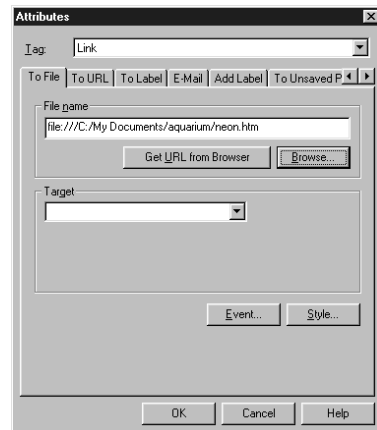 Attributes
Tag: Link
To File To URL To Label E-Mail Add Label To Unsaved P
File name
file:///C:/My Documents/aquarium/neon.htm
Get URL from Browser Browse...
Target
Event... Style...
OK Cancel Help